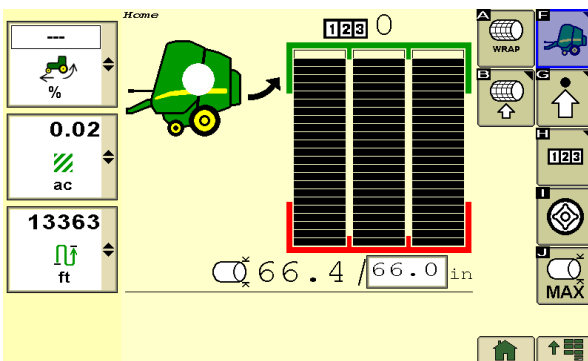 Home
---
%
0.02
ac
13363
ft
123 0
66.4 / 66.0 in
A
WRAP
B
F
G
H
123
I
J
MAX